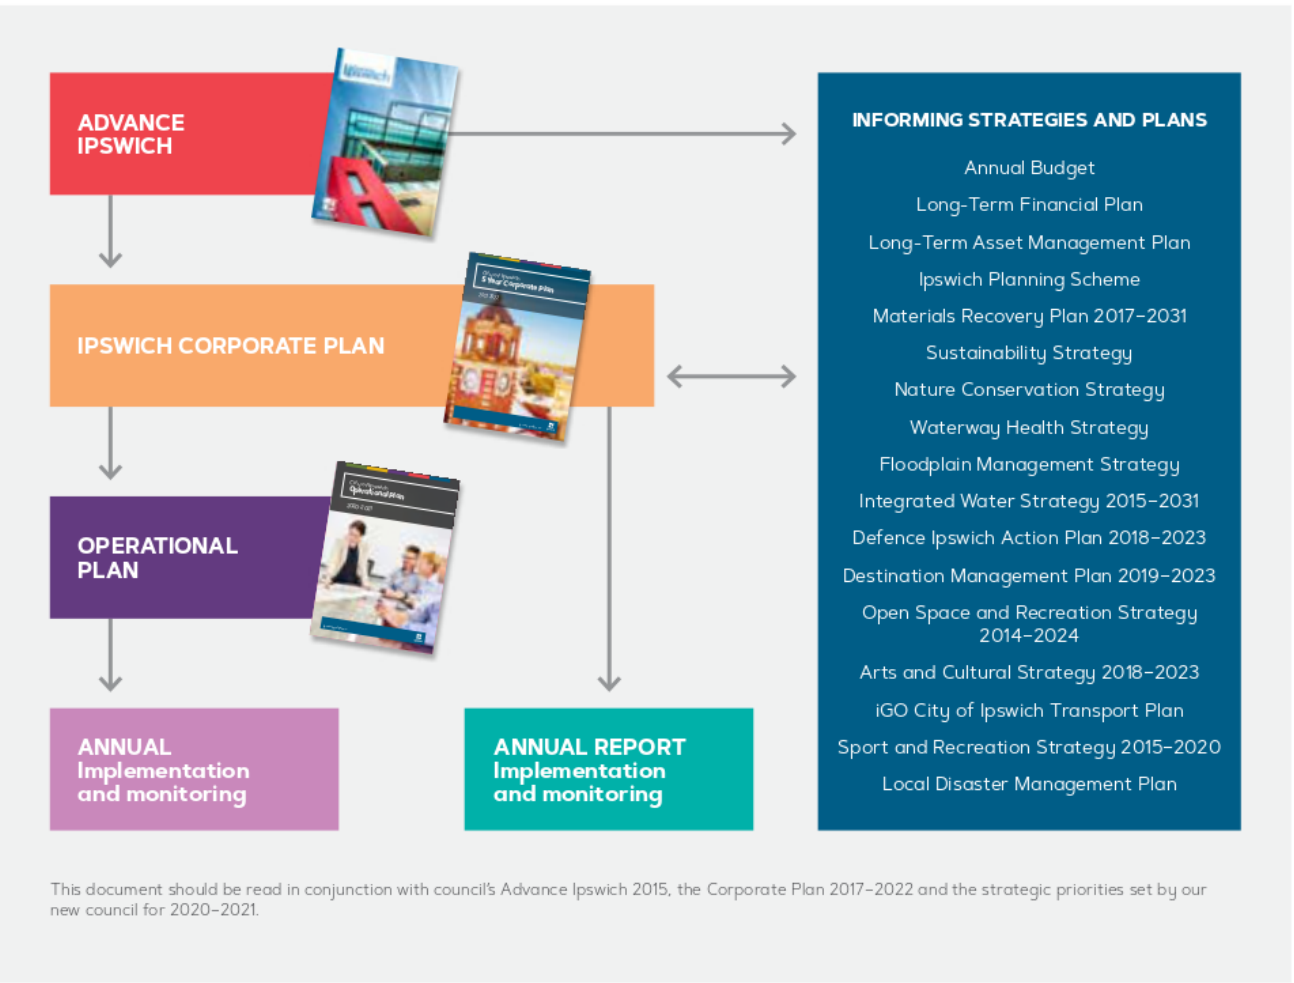 ADVANCE
IPSWICH
5 Year Corporate Plan
IPSWICH CORPORATE PLAN
Operational Plan
OPERATIONAL
PLAN
ANNUAL
Implementation
and monitoring
ANNUAL REPORT
Implementation
and monitoring
INFORMING STRATEGIES AND PLANS
Annual Budget
Long-Term Financial Plan
Long-Term Asset Management Plan
Ipswich Planning Scheme
Materials Recovery Plan 2017–2031
Sustainability Strategy
Nature Conservation Strategy
Waterway Health Strategy
Floodplain Management Strategy
Integrated Water Strategy 2015–2031
Defence Ipswich Action Plan 2018–2023
Destination Management Plan 2019–2023
Open Space and Recreation Strategy
2014–2024
Arts and Cultural Strategy 2018–2023
iGO City of Ipswich Transport Plan
Sport and Recreation Strategy 2015–2020
Local Disaster Management Plan
This document should be read in conjunction with council's Advance Ipswich 2015, the Corporate Plan 2017–2022 and the strategic priorities set by our
new council for 2020–2021.